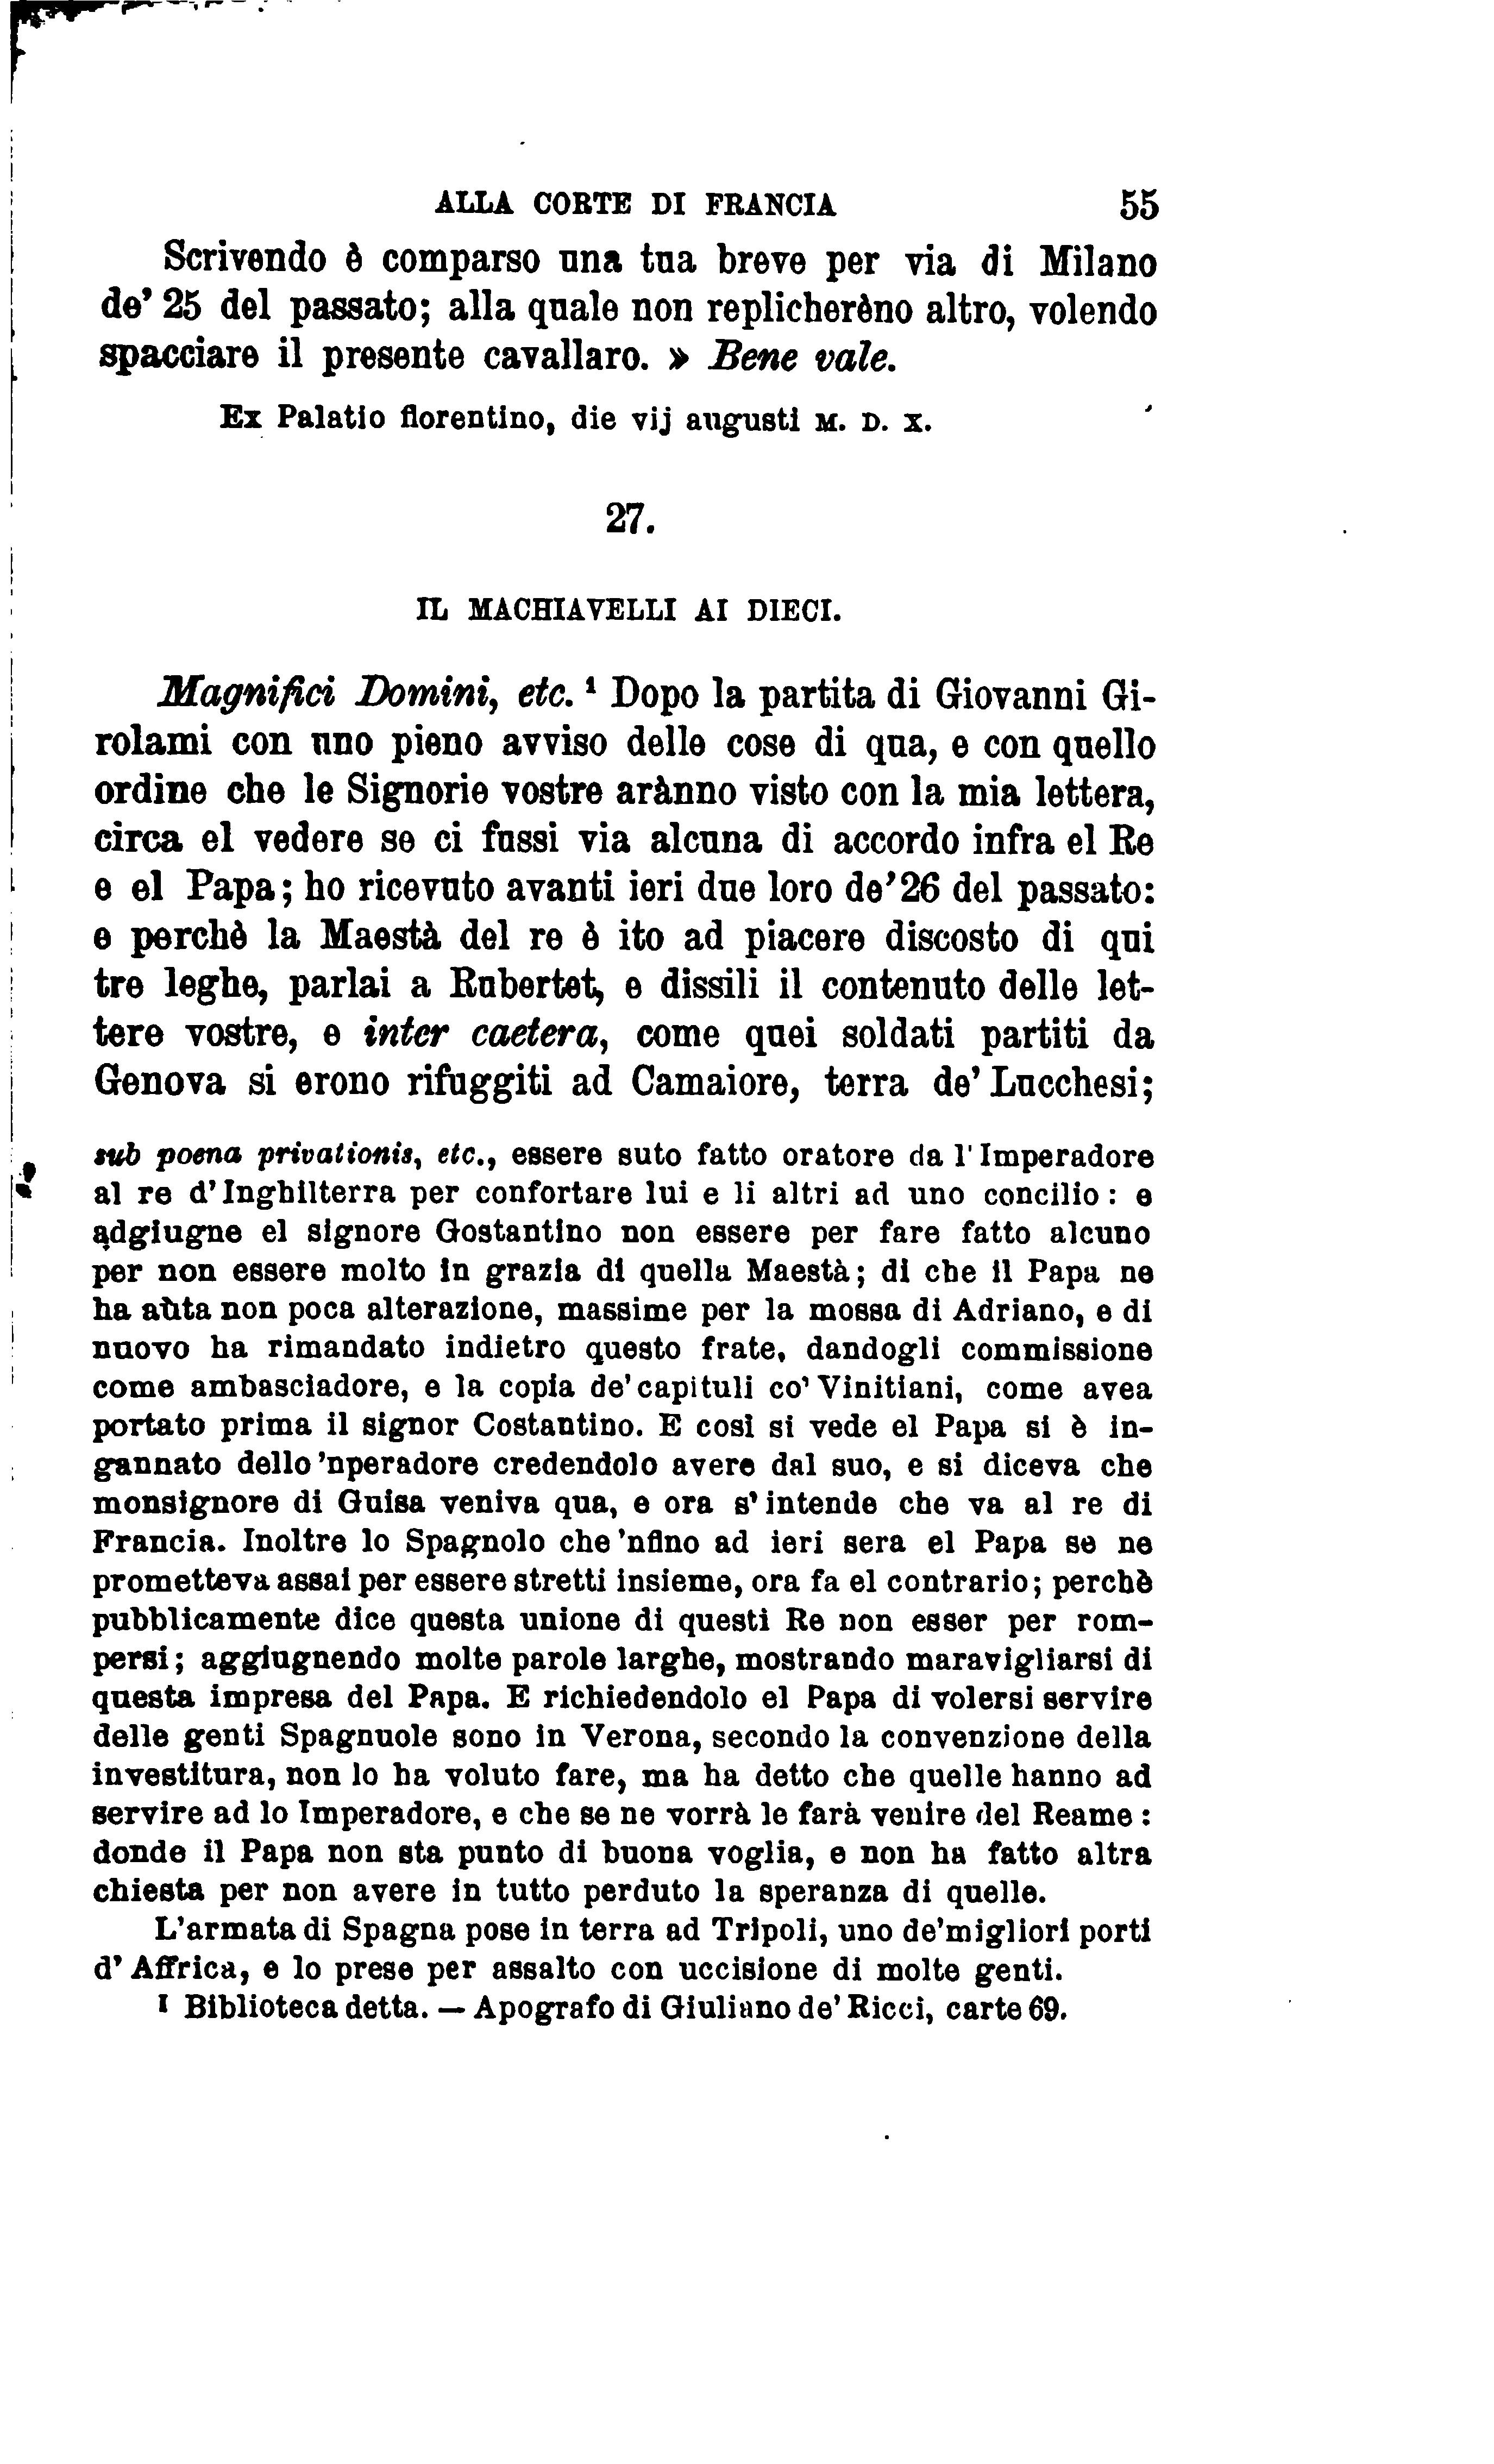 ALLA CORTE DI FRANCIA 55
Scrivendo è comparso una tua breve per via di Milano
de' 25 del passato; alla quale non replicherèno altro, volendo
spacciare il presente cavallaro. » Bene vale.
Ex Palatio florentino, die vij augusti M. D. X.
27.
IL MACHIAVELLI AI DIECI.
Magnifici Domini, etc. ¹ Dopo la partita di Giovanni Gi-
rolami con uno pieno avviso delle cose di qua, e con quello
ordine che le Signorie vostre arànno visto con la mia lettera,
circa el vedere se ci fussi via alcuna di accordo infra el Re
e el Papa; ho ricevuto avanti ieri due loro de' 26 del passato:
e perchè la Maestà del re è ito ad piacere discosto di qui
tre leghe, parlai a Rubertet, e dissili il contenuto delle let-
tere vostre, e inter caetera, come quei soldati partiti da
Genova si erono rifuggiti ad Camaiore, terra de' Lucchesi;
sub poena privationis, etc., essere suto fatto oratore da l'Imperadore
al re d'Inghilterra per confortare lui e li altri ad uno concilio: e
adgiugne el signore Gostantino non essere per fare fatto alcuno
per non essere molto in grazia di quella Maestà; di che il Papa ne
ha aùta non poca alterazione, massime per la mossa di Adriano, e di
nuovo ha rimandato indietro questo frate, dandogli commissione
come ambasciadore, e la copia de' capituli co' Vinitiani, come avea
portato prima il signor Costantino. E così si vede el Papa si è in-
gannato dello 'nperadore credendolo avere dal suo, e si diceva che
monsignore di Guisa veniva qua, e ora s'intende che va al re di
Francia. Inoltre lo Spagnolo che 'nfino ad ieri sera el Papa se ne
prometteva assai per essere stretti insieme, ora fa el contrario; perchè
pubblicamente dice questa unione di questi Re non esser per rom-
persi; aggiugnendo molte parole larghe, mostrando maravigliarsi di
questa impresa del Papa. E richiedendolo el Papa di volersi servire
delle genti Spagnuole sono in Verona, secondo la convenzione della
investitura, non lo ha voluto fare, ma ha detto che quelle hanno ad
servire ad lo Imperadore, e che se ne vorrà le farà venire del Reame:
donde il Papa non sta punto di buona voglia, e non ha fatto altra
chiesta per non avere in tutto perduto la speranza di quelle.
L'armata di Spagna pose in terra ad Tripoli, uno de' migliori porti
d'Affrica, e lo prese per assalto con uccisione di molte genti.
1 Biblioteca detta. — Apografo di Giuliano de' Ricci, carte 69.